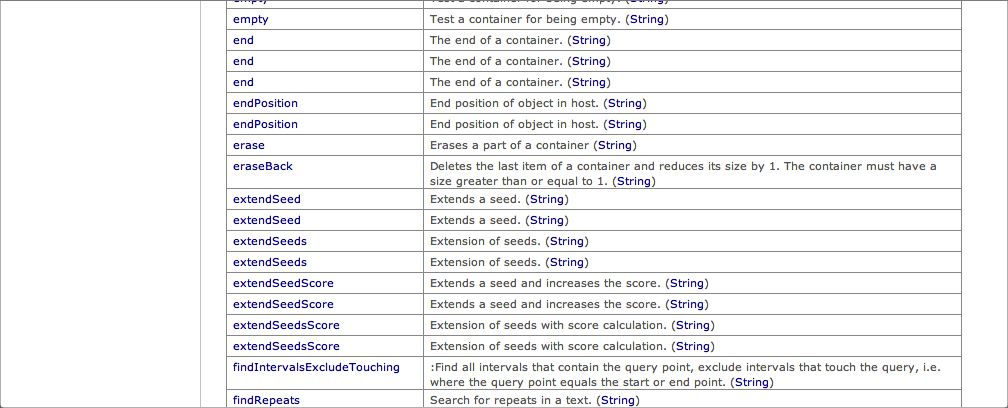 empty Test a container for being empty. (String)
empty Test a container for being empty. (String)
end The end of a container. (String)
end The end of a container. (String)
end The end of a container. (String)
endPosition End position of object in host. (String)
endPosition End position of object in host. (String)
erase Erases a part of a container (String)
eraseBack Deletes the last item of a container and reduces its size by 1. The container must have a
size greater than or equal to 1. (String)
extendSeed Extends a seed. (String)
extendSeed Extends a seed. (String)
extendSeeds Extension of seeds. (String)
extendSeeds Extension of seeds. (String)
extendSeedScore Extends a seed and increases the score. (String)
extendSeedScore Extends a seed and increases the score. (String)
extendSeedsScore Extension of seeds with score calculation. (String)
extendSeedsScore Extension of seeds with score calculation. (String)
findIntervalsExcludeTouching :Find all intervals that contain the query point, exclude intervals that touch the query, i.e.
where the query point equals the start or end point. (String)
findRepeats Search for repeats in a text. (String)